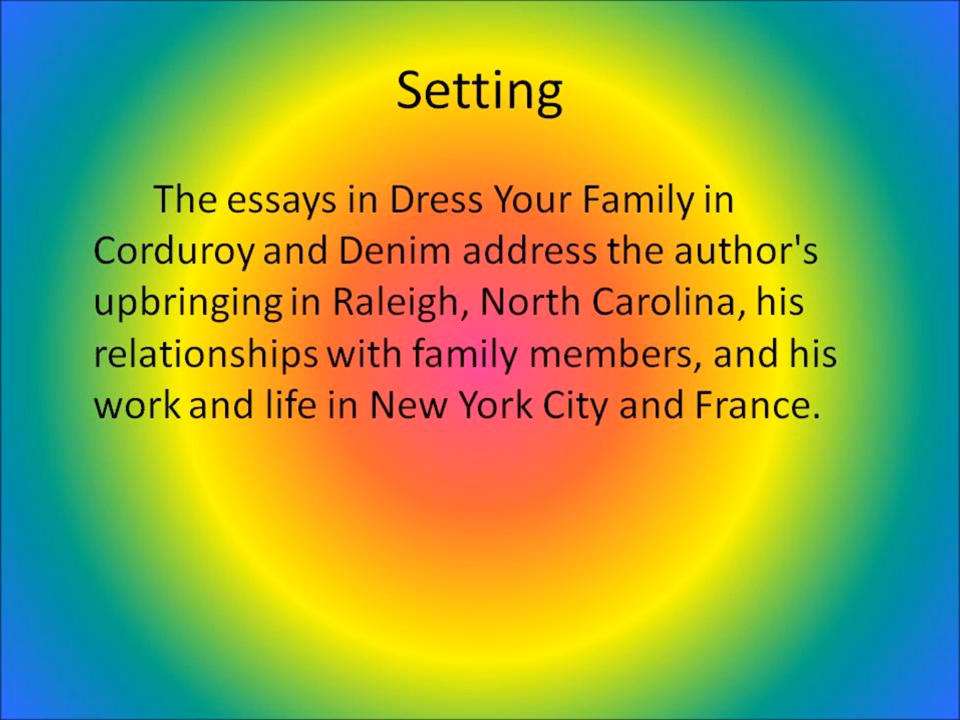 Setting
The essays in Dress Your Family in
Corduroy and Denim address the author's
upbringing in Raleigh, North Carolina, his
relationships with family members, and his
work and life in New York City and France.